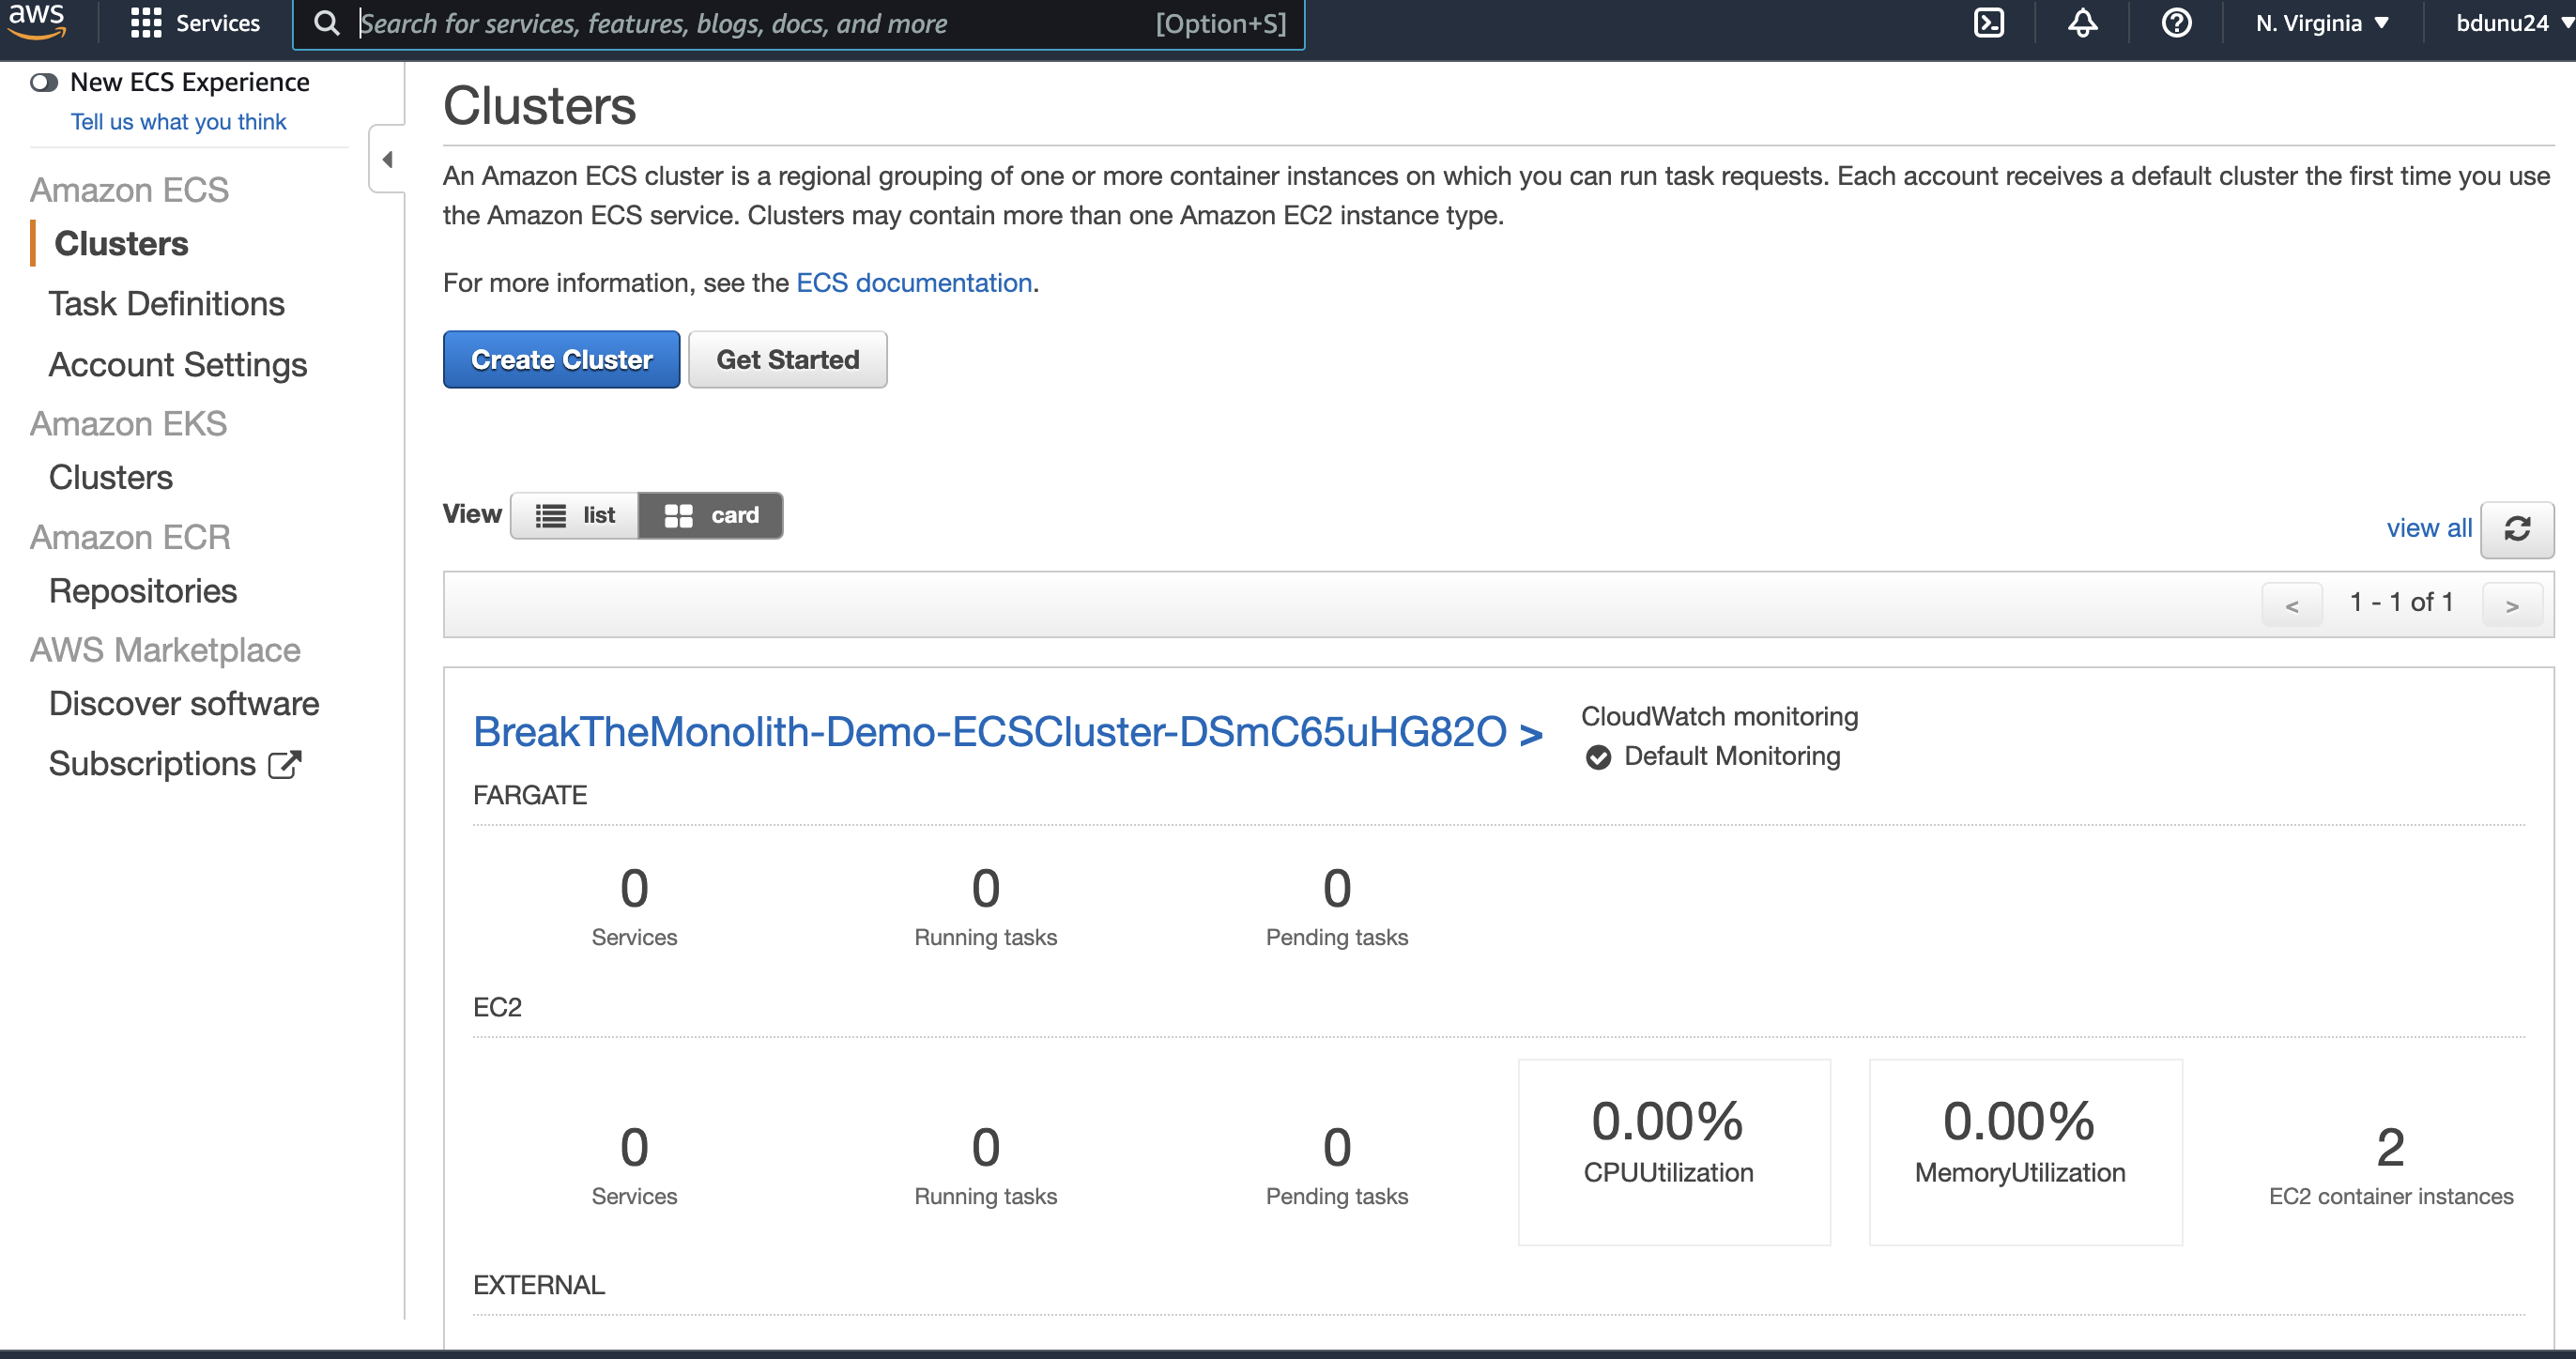 aws
Services
Search for services, features, blogs, docs, and more
[Option+S]
N. Virginia
bdunu24
New ECS Experience
Tell us what you think
Amazon ECS
Clusters
Task Definitions
Account Settings
Amazon EKS
Clusters
Amazon ECR
Repositories
AWS Marketplace
Discover software
Subscriptions
Clusters
An Amazon ECS cluster is a regional grouping of one or more container instances on which you can run task requests. Each account receives a default cluster the first time you use
the Amazon ECS service. Clusters may contain more than one Amazon EC2 instance type.
For more information, see the ECS documentation.
Create Cluster
Get Started
View
list
card
view all
< 1 - 1 of 1 >
BreakTheMonolith-Demo-ECSCluster-DSmC65uHG82O >
CloudWatch monitoring
Default Monitoring
FARGATE
0
Services
0
Running tasks
0
Pending tasks
EC2
0
Services
0
Running tasks
0
Pending tasks
0.00%
CPUUtilization
0.00%
MemoryUtilization
2
EC2 container instances
EXTERNAL